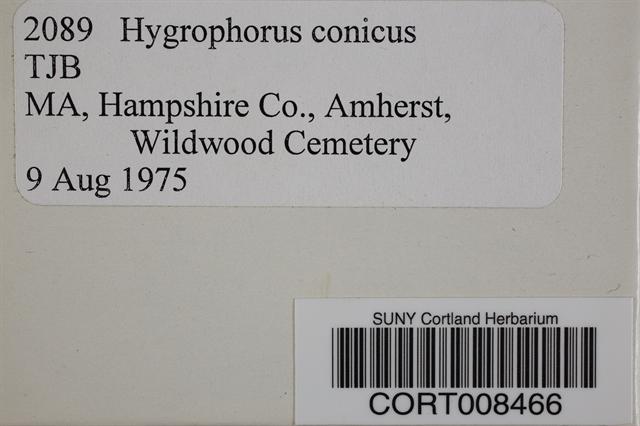 2089 Hygrophorus conicus
TJB
MA, Hampshire Co., Amherst,
Wildwood Cemetery
9 Aug 1975
SUNY Cortland Herbarium
CORT008466